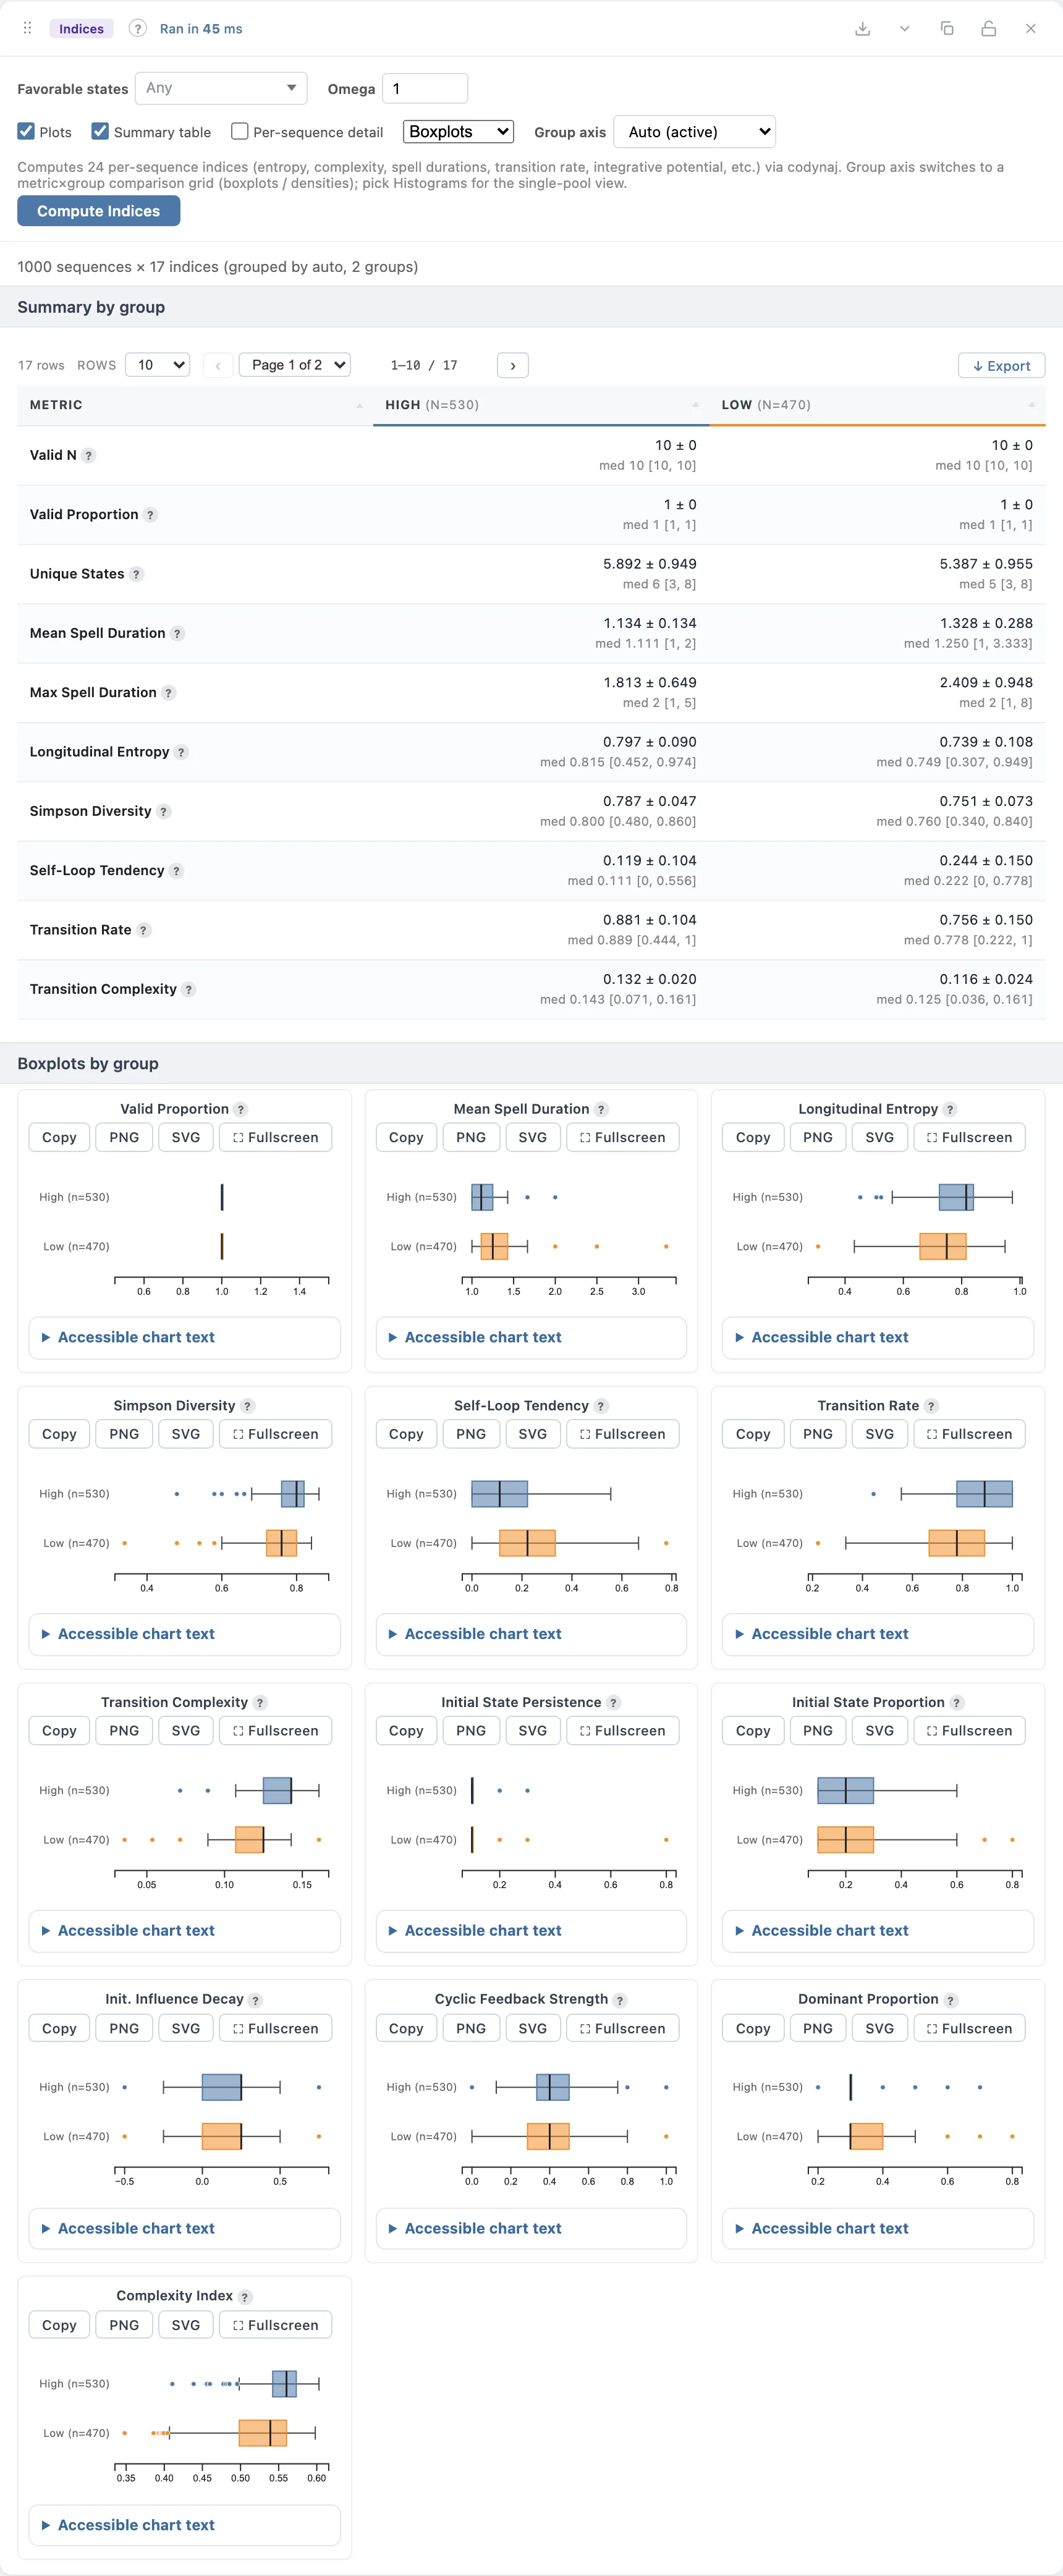 Indices ? Ran in 45 ms
Favorable states Any Omega 1
Plots Summary table Per-sequence detail Boxplots Group axis Auto (active)
Computes 24 per-sequence indices (entropy, complexity, spell durations, transition rate, integrative potential, etc.) via codynaj. Group axis switches to a
metric×group comparison grid (boxplots / densities); pick Histograms for the single-pool view.
Compute Indices
1000 sequences × 17 indices (grouped by auto, 2 groups)
Summary by group
17 rows ROWS 10 ‹ Page 1 of 2 1–10 / 17 › ↓ Export
METRIC HIGH (N=530) LOW (N=470)
Valid N ? 10 ± 0 10 ± 0
med 10 [10, 10] med 10 [10, 10]
Valid Proportion ? 1 ± 0 1 ± 0
med 1 [1, 1] med 1 [1, 1]
Unique States ? 5.892 ± 0.949 5.387 ± 0.955
med 6 [3, 8] med 5 [3, 8]
Mean Spell Duration ? 1.134 ± 0.134 1.328 ± 0.288
med 1.111 [1, 2] med 1.250 [1, 3.333]
Max Spell Duration ? 1.813 ± 0.649 2.409 ± 0.948
med 2 [1, 5] med 2 [1, 8]
Longitudinal Entropy ? 0.797 ± 0.090 0.739 ± 0.108
med 0.815 [0.452, 0.974] med 0.749 [0.307, 0.949]
Simpson Diversity ? 0.787 ± 0.047 0.751 ± 0.073
med 0.800 [0.480, 0.860] med 0.760 [0.340, 0.840]
Self-Loop Tendency ? 0.119 ± 0.104 0.244 ± 0.150
med 0.111 [0, 0.556] med 0.222 [0, 0.778]
Transition Rate ? 0.881 ± 0.104 0.756 ± 0.150
med 0.889 [0.444, 1] med 0.778 [0.222, 1]
Transition Complexity ? 0.132 ± 0.020 0.116 ± 0.024
med 0.143 [0.071, 0.161] med 0.125 [0.036, 0.161]
Boxplots by group
Valid Proportion ? Mean Spell Duration ? Longitudinal Entropy ?
Copy PNG SVG Fullscreen Copy PNG SVG Fullscreen Copy PNG SVG Fullscreen
High (n=530) High (n=530) High (n=530)
Low (n=470) Low (n=470) Low (n=470)
0.6 0.8 1.0 1.2 1.4 1.0 1.5 2.0 2.5 3.0 0.4 0.6 0.8 1.0
Accessible chart text Accessible chart text Accessible chart text
Simpson Diversity ? Self-Loop Tendency ? Transition Rate ?
Copy PNG SVG Fullscreen Copy PNG SVG Fullscreen Copy PNG SVG Fullscreen
High (n=530) High (n=530) High (n=530)
Low (n=470) Low (n=470) Low (n=470)
0.4 0.6 0.8 0.0 0.2 0.4 0.6 0.8 0.2 0.4 0.6 0.8 1.0
Accessible chart text Accessible chart text Accessible chart text
Transition Complexity ? Initial State Persistence ? Initial State Proportion ?
Copy PNG SVG Fullscreen Copy PNG SVG Fullscreen Copy PNG SVG Fullscreen
High (n=530) High (n=530) High (n=530)
Low (n=470) Low (n=470) Low (n=470)
0.05 0.10 0.15 0.2 0.4 0.6 0.8 0.2 0.4 0.6 0.8
Accessible chart text Accessible chart text Accessible chart text
Init. Influence Decay ? Cyclic Feedback Strength ? Dominant Proportion ?
Copy PNG SVG Fullscreen Copy PNG SVG Fullscreen Copy PNG SVG Fullscreen
High (n=530) High (n=530) High (n=530)
Low (n=470) Low (n=470) Low (n=470)
−0.5 0.0 0.5 0.0 0.2 0.4 0.6 0.8 1.0 0.2 0.4 0.6 0.8
Accessible chart text Accessible chart text Accessible chart text
Complexity Index ?
Copy PNG SVG Fullscreen
High (n=530)
Low (n=470)
0.35 0.40 0.45 0.50 0.55 0.60
Accessible chart text